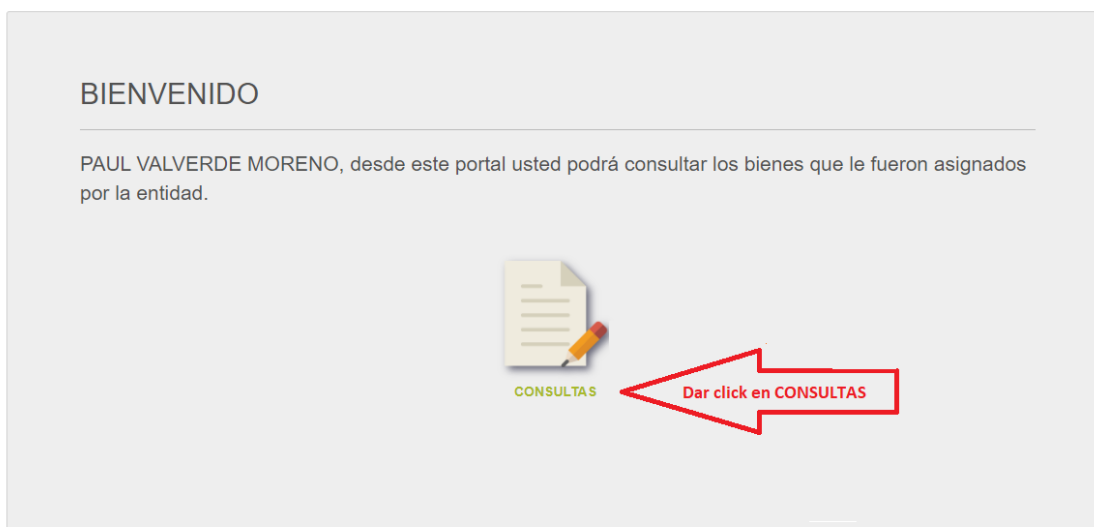 BIENVENIDO
PAUL VALVERDE MORENO, desde este portal usted podrá consultar los bienes que le fueron asignados
por la entidad.
CONSULTAS
Dar click en CONSULTAS